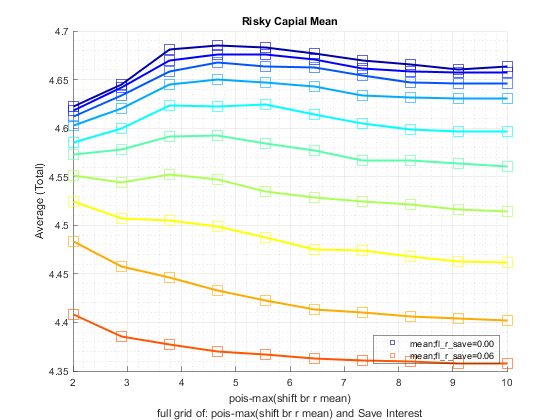 Risky Capial Mean
4.7
4.65
4.6
4.55
4.5
4.45
4.4
4.35
Average (Total)
mean;fl_r_save=0.00
mean;fl_r_save=0.06
2 3 4 5 6 7 8 9 10
pois-max(shift br r mean)
full grid of: pois-max(shift br r mean) and Save Interest